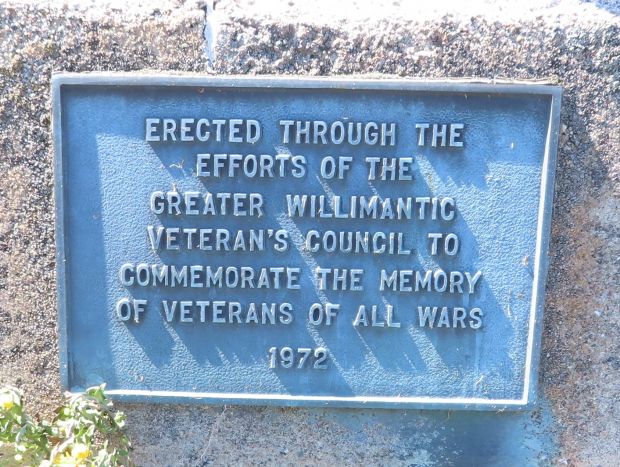 ERECTED THROUGH THE
EFFORTS OF THE
GREATER WILLIMANTIC
VETERAN'S COUNCIL TO
COMMEMORATE THE MEMORY
OF VETERANS OF ALL WARS
1972